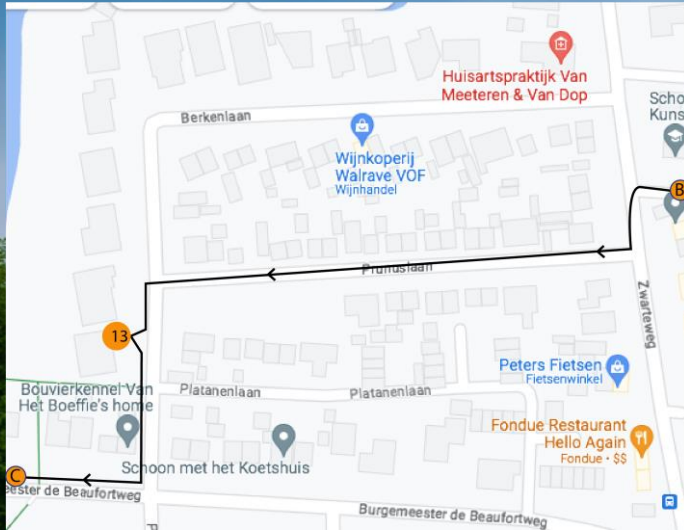 Huisartspraktijk Van
Meeteren & Van Dop
Berkenlaan
Scho
Kuns
Wijnkoperij
Walrave VOF
Wijnhandel
B
Prunuslaan
Zwarteweg
13
Peters Fietsen
Fietsenwinkel
Bouvierkennel Van
Het Boeffie's home
Platanenlaan
Platanenlaan
Fondue Restaurant
Hello Again
Fondue • $$
Schoon met het Koetshuis
C
eester de Beaufortweg
Burgemeester de Beaufortweg
P